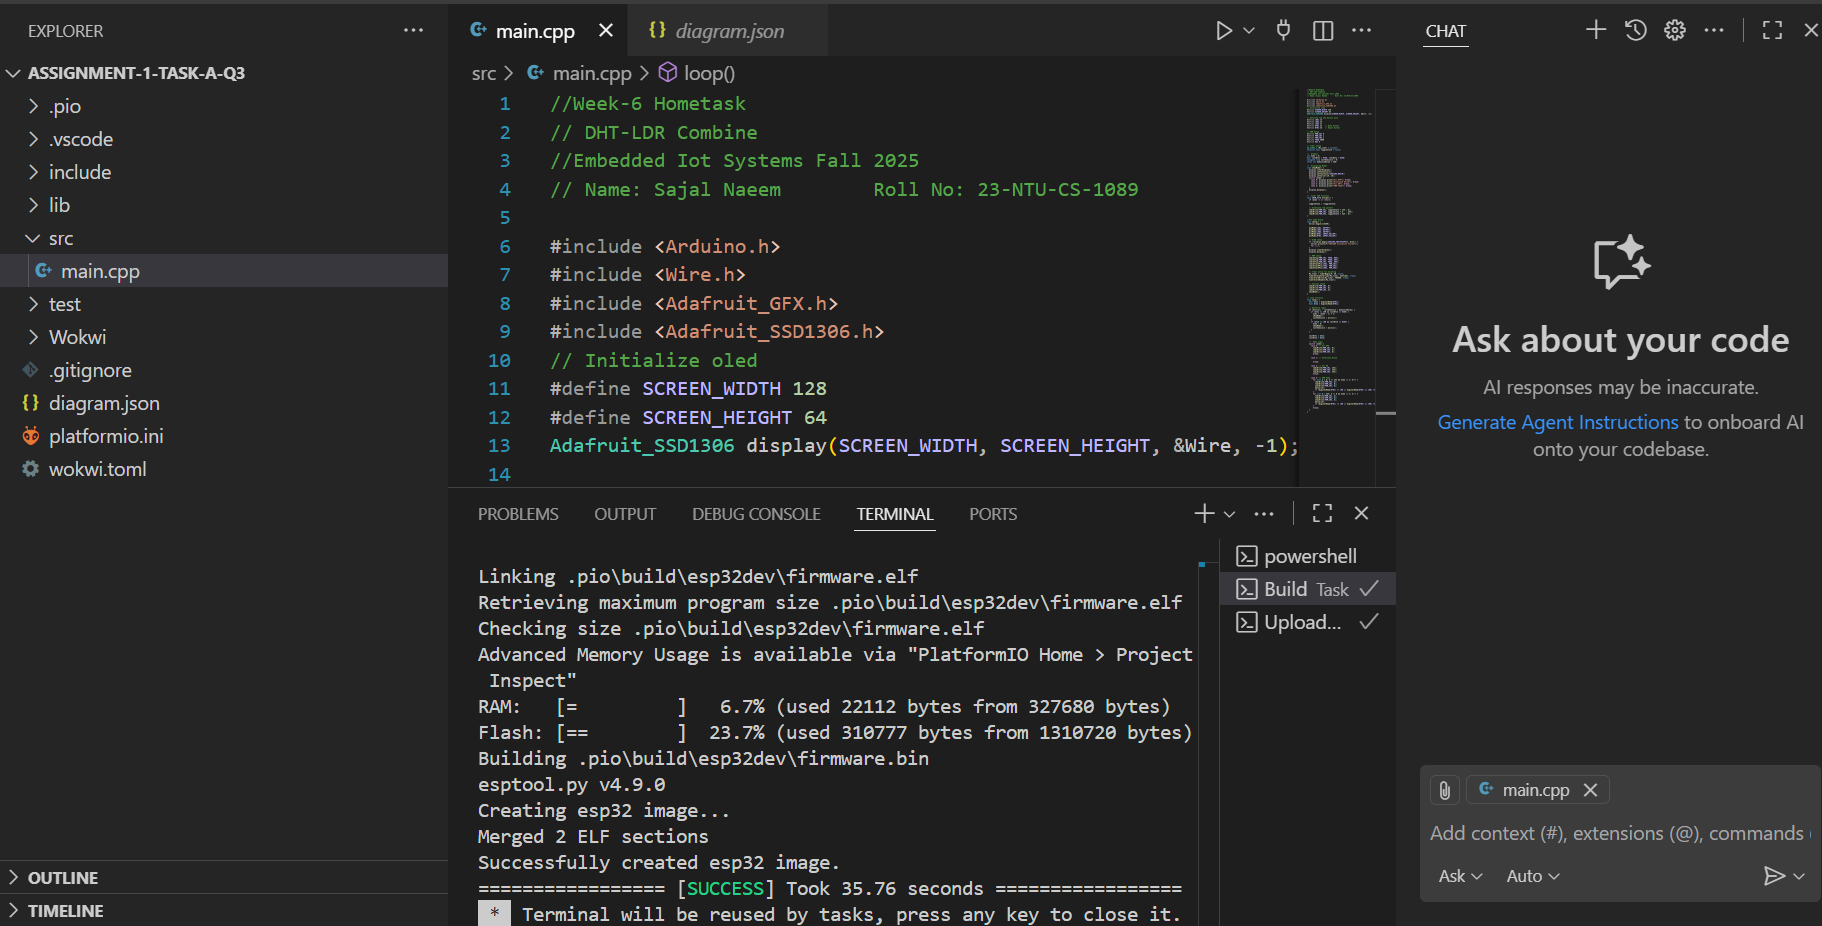 EXPLORER
ASSIGNMENT-1-TASK-A-Q3
.pio
.vscode
include
lib
src
main.cpp
test
Wokwi
.gitignore
diagram.json
platformio.ini
wokwi.toml
OUTLINE
TIMELINE
main.cpp
diagram.json
src > main.cpp > loop()
1 //Week-6 Hometask
2 // DHT-LDR Combine
3 //Embedded Iot Systems Fall 2025
4 // Name: Sajal Naeem        Roll No: 23-NTU-CS-1089
5
6 #include <Arduino.h>
7 #include <Wire.h>
8 #include <Adafruit_GFX.h>
9 #include <Adafruit_SSD1306.h>
10 // Initialize oled
11 #define SCREEN_WIDTH 128
12 #define SCREEN_HEIGHT 64
13 Adafruit_SSD1306 display(SCREEN_WIDTH, SCREEN_HEIGHT, &Wire, -1);
14
PROBLEMS OUTPUT DEBUG CONSOLE TERMINAL PORTS
Linking .pio\build\esp32dev\firmware.elf
Retrieving maximum program size .pio\build\esp32dev\firmware.elf
Checking size .pio\build\esp32dev\firmware.elf
Advanced Memory Usage is available via "PlatformIO Home > Project
Inspect"
RAM:   [=         ]   6.7% (used 22112 bytes from 327680 bytes)
Flash: [==        ]  23.7% (used 310777 bytes from 1310720 bytes)
Building .pio\build\esp32dev\firmware.bin
esptool.py v4.9.0
Creating esp32 image...
Merged 2 ELF sections
Successfully created esp32 image.
================= [SUCCESS] Took 35.76 seconds =================
* Terminal will be reused by tasks, press any key to close it.
powershell
Build Task
Upload...
CHAT
Ask about your code
AI responses may be inaccurate.
Generate Agent Instructions to onboard AI
onto your codebase.
main.cpp
Add context (#), extensions (@), commands
Ask Auto